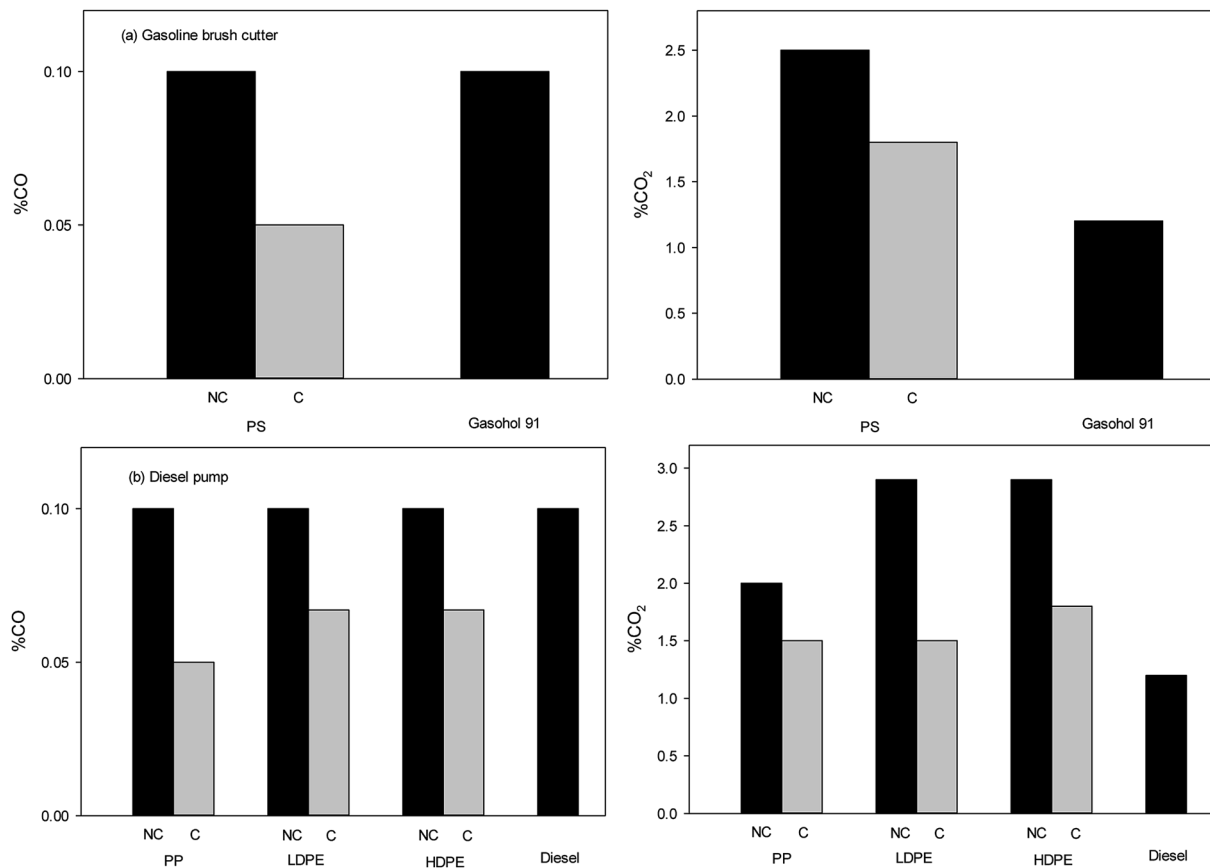 (a) Gasoline brush cutter
%CO
0.10
0.05
0.00
NC C
PS
Gasohol 91
%CO₂
2.5
2.0
1.5
1.0
0.5
0.0
NC C
PS
Gasohol 91
(b) Diesel pump
%CO
0.10
0.05
0.00
NC C NC C NC C
PP LDPE HDPE Diesel
%CO₂
3.0
2.5
2.0
1.5
1.0
0.5
0.0
NC C NC C NC C
PP LDPE HDPE Diesel